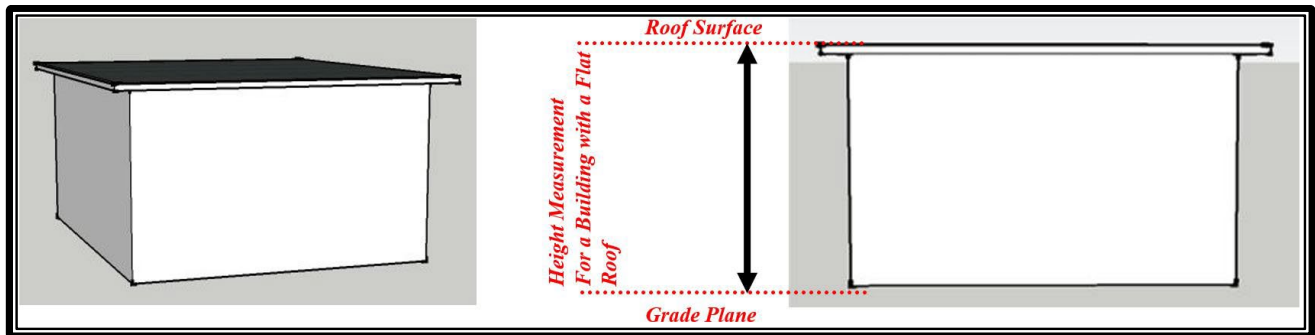 Roof Surface
Height Measurement
For a Building with a Flat
Roof
Grade Plane